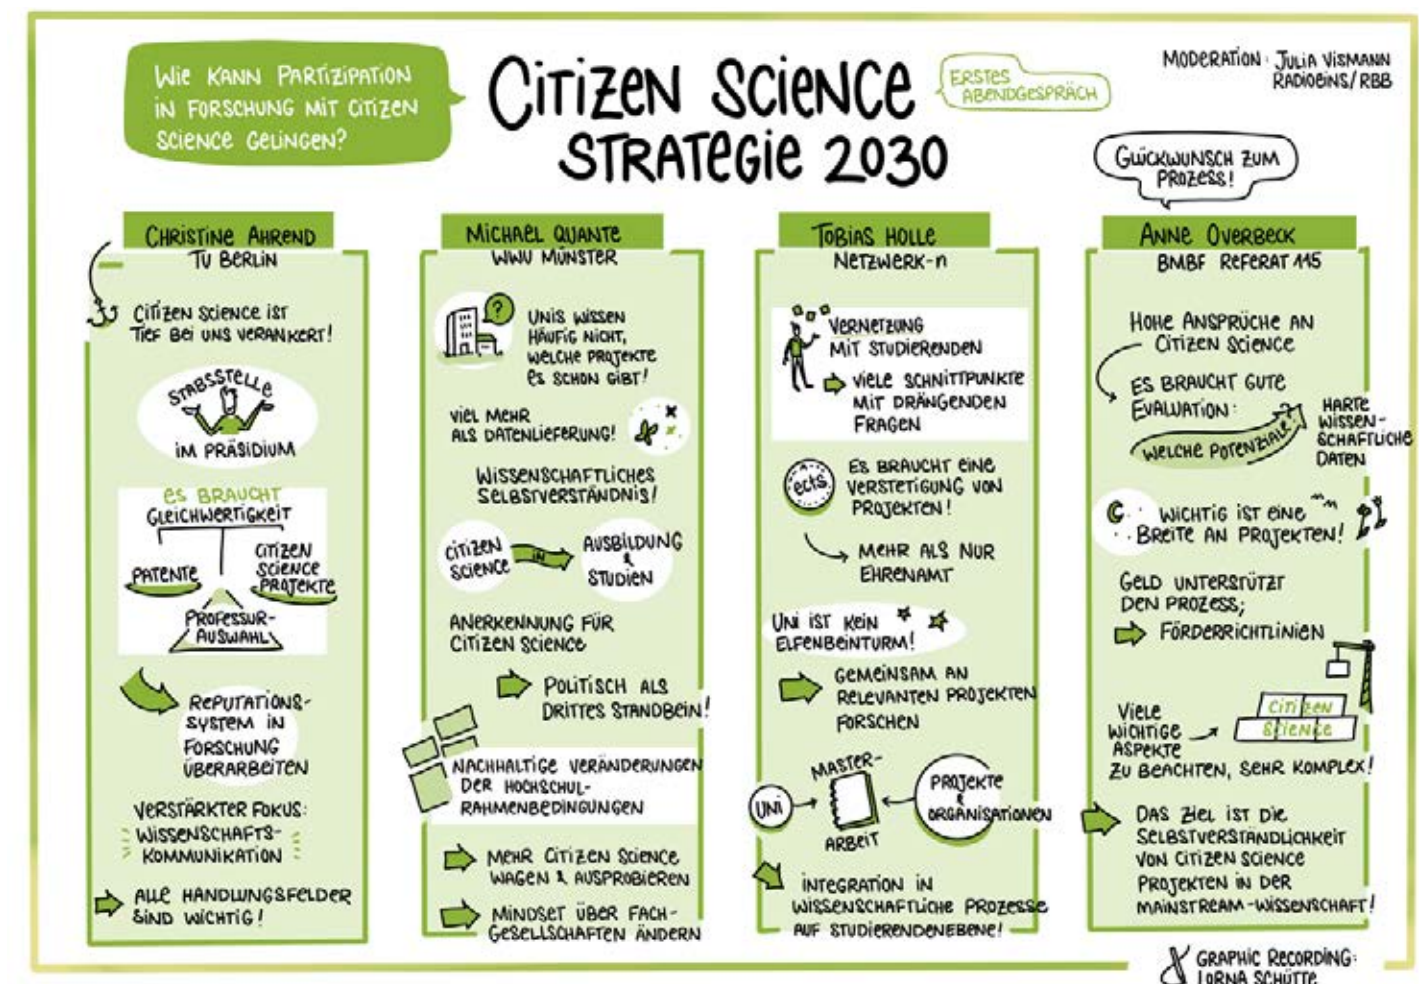 Wie kann Partizipation
in Forschung mit Citizen
Science gelingen?
Citizen Science
Strategie 2030
Erstes
Abendgespräch
Moderation: Julia Vismann
Radioeins/RBB
Glückwunsch zum
Prozess!
Christine Ahrend
TU Berlin
Citizen Science ist
tief bei uns verankert!
Stabsstelle
im Präsidium
Es braucht
Gleichwertigkeit
Patente
Citizen
Science
Projekte
Professur-
auswahl
Reputations-
system in
Forschung
überarbeiten
Verstärkter Fokus:
Wissenschafts-
kommunikation
Alle Handlungsfelder
sind wichtig!
Michael Quante
WWU Münster
?
Unis wissen
häufig nicht,
welche Projekte
es schon gibt!
Viel mehr
als Datenlieferung!
Wissenschaftliches
Selbstverständnis!
Citizen
Science
in
Ausbildung
&
Studien
Anerkennung für
Citizen Science
Politisch als
drittes Standbein!
Nachhaltige Veränderungen
der Hochschul-
rahmenbedingungen
Mehr Citizen Science
wagen & ausprobieren
Mindset über Fach-
gesellschaften ändern
Tobias Holle
Netzwerk-n
Vernetzung
mit Studierenden
Viele Schnittpunkte
mit drängenden
Fragen
ects
Es braucht eine
Verstetigung von
Projekten!
Mehr als nur
Ehrenamt
Uni ist kein
Elfenbeinturm!
Gemeinsam an
relevanten Projekten
forschen
Uni
Master-
arbeit
Projekte
&
Organisationen
Integration in
wissenschaftliche Prozesse
auf Studierendenebene!
Anne Overbeck
BMBF Referat 115
Hohe Ansprüche an
Citizen Science
Es braucht gute
Evaluation:
Welche Potenziale?
Harte
wissen-
schaftliche
Daten
Wichtig ist eine
Breite an Projekten!
Geld unterstützt
den Prozess;
Förderrichtlinien
Viele
wichtige
Aspekte
zu beachten, sehr komplex!
Citizen
Science
Das Ziel ist die
Selbstverständlichkeit
von Citizen Science
Projekten in der
Mainstream-Wissenschaft!
Graphic Recording:
Lorna Schütte